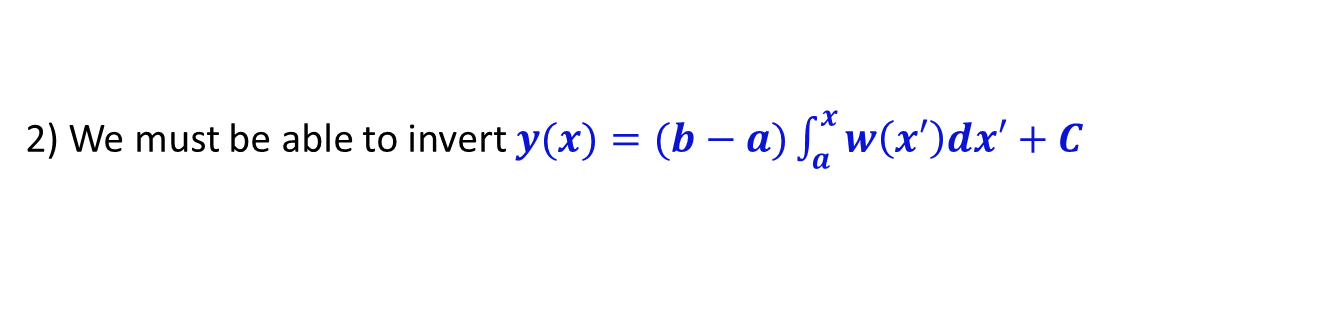 2) We must be able to invert y(x) = (b − a) ∫ₐˣ w(x′)dx′ + C